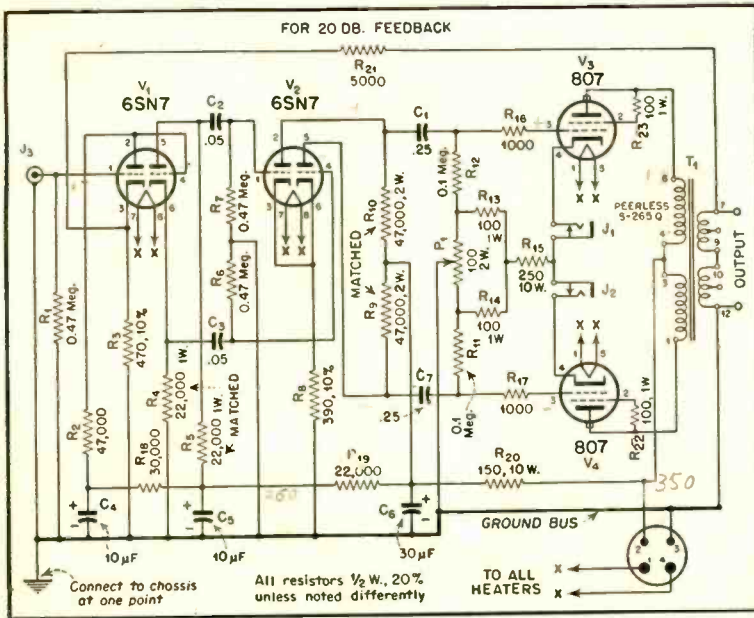 FOR 20 DB. FEEDBACK
R21
5000
V1
6SN7
V2
6SN7
V3
807
J3
C2
.05
C1
.25
R16
1000
R23
100
1W.
T1
PEERLESS
S-265Q
OUTPUT
R12
0.1 Meg.
R13
100
1W.
R7
0.47 Meg.
R6
0.47 Meg.
MATCHED
R10
47,000, 2W.
R9
47,000, 2W.
P1
100
2W.
R15
250
10W.
J1
J2
R14
100
1W.
R11
0.1
Meg.
R1
0.47 Meg.
R3
470, 10%
C3
.05
R4
22,000
1W.
MATCHED
R5
22,000 1W.
R8
390, 10%
C7
.25
R17
1000
807
V4
R22
100, 1W
R2
47,000
R18
30,000
R19
22,000
R20
150, 10W.
350
C4
10µF
C5
10µF
C6
30µF
GROUND BUS
Connect to chassis
at one point
All resistors ½ W., 20%
unless noted differently
TO ALL
HEATERS
X
X